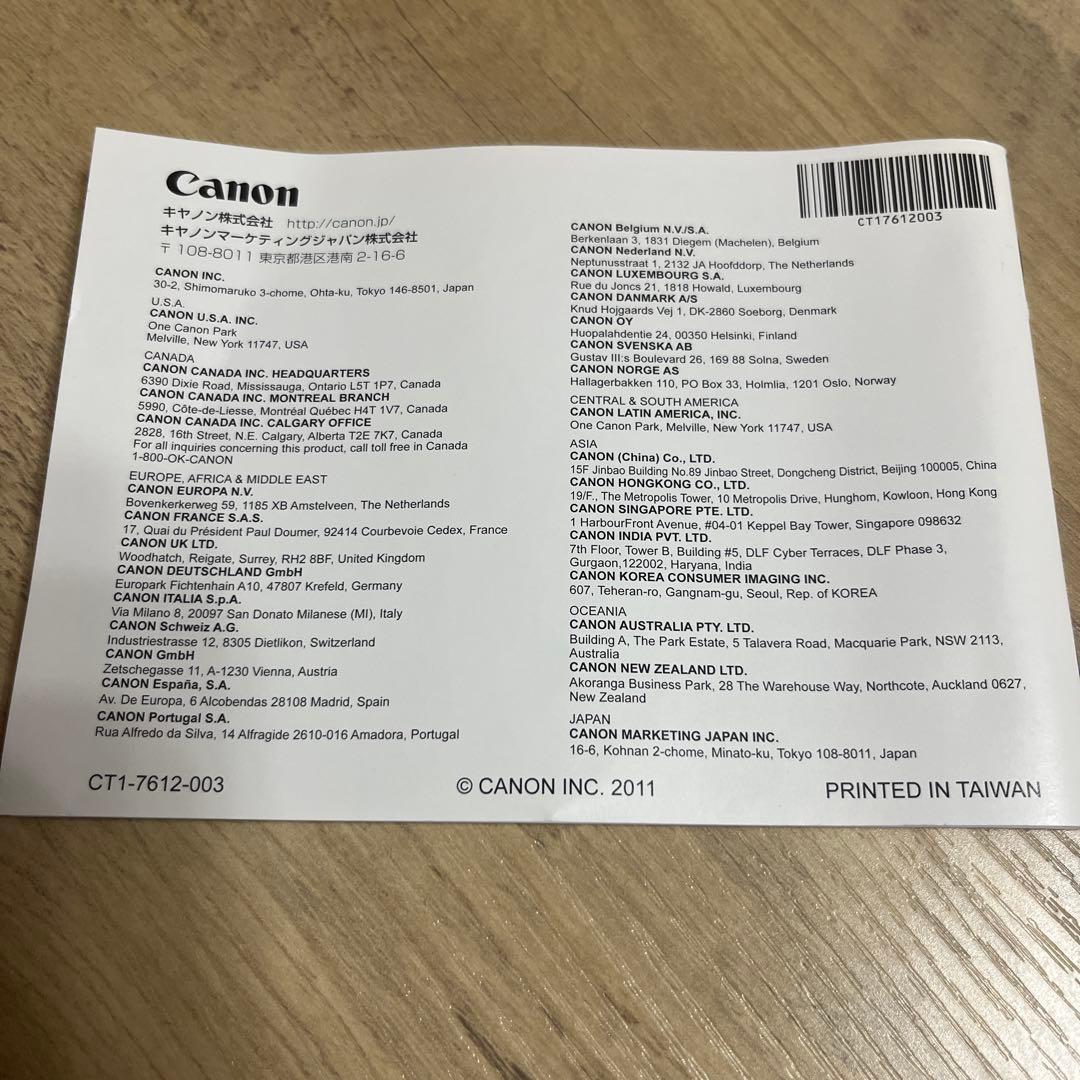 Canon
キヤノン株式会社 http://canon.jp/
キヤノンマーケティングジャパン株式会社
〒 108-8011 東京都港区港南 2-16-6
CANON INC.
30-2, Shimomaruko 3-chome, Ohta-ku, Tokyo 146-8501, Japan
U.S.A.
CANON U.S.A. INC.
One Canon Park
Melville, New York 11747, USA
CANADA
CANON CANADA INC. HEADQUARTERS
6390 Dixie Road, Mississauga, Ontario L5T 1P7, Canada
CANON CANADA INC. MONTREAL BRANCH
5990, Côte-de-Liesse, Montréal Québec H4T 1V7, Canada
CANON CANADA INC. CALGARY OFFICE
2828, 16th Street, N.E. Calgary, Alberta T2E 7K7, Canada
For all inquiries concerning this product, call toll free in Canada
1-800-OK-CANON
EUROPE, AFRICA & MIDDLE EAST
CANON EUROPA N.V.
Bovenkerkerweg 59, 1185 XB Amstelveen, The Netherlands
CANON FRANCE S.A.S.
17, Quai du Président Paul Doumer, 92414 Courbevoie Cedex, France
CANON UK LTD.
Woodhatch, Reigate, Surrey, RH2 8BF, United Kingdom
CANON DEUTSCHLAND GmbH
Europark Fichtenhain A10, 47807 Krefeld, Germany
CANON ITALIA S.p.A.
Via Milano 8, 20097 San Donato Milanese (MI), Italy
CANON Schweiz A.G.
Industriestrasse 12, 8305 Dietlikon, Switzerland
CANON GmbH
Zetschegasse 11, A-1230 Vienna, Austria
CANON España, S.A.
Av. De Europa, 6 Alcobendas 28108 Madrid, Spain
CANON Portugal S.A.
Rua Alfredo da Silva, 14 Alfragide 2610-016 Amadora, Portugal
CT17612003
CANON Belgium N.V./S.A.
Berkenlaan 3, 1831 Diegem (Machelen), Belgium
CANON Nederland N.V.
Neptunusstraat 1, 2132 JA Hoofddorp, The Netherlands
CANON LUXEMBOURG S.A.
Rue du Joncs 21, 1818 Howald, Luxembourg
CANON DANMARK A/S
Knud Hojgaards Vej 1, DK-2860 Soeborg, Denmark
CANON OY
Huopalahdentie 24, 00350 Helsinki, Finland
CANON SVENSKA AB
Gustav III:s Boulevard 26, 169 88 Solna, Sweden
CANON NORGE AS
Hallagerbakken 110, PO Box 33, Holmlia, 1201 Oslo, Norway
CENTRAL & SOUTH AMERICA
CANON LATIN AMERICA, INC.
One Canon Park, Melville, New York 11747, USA
ASIA
CANON (China) Co., LTD.
15F Jinbao Building No.89 Jinbao Street, Dongcheng District, Beijing 100005, China
CANON HONGKONG CO., LTD.
19/F., The Metropolis Tower, 10 Metropolis Drive, Hunghom, Kowloon, Hong Kong
CANON SINGAPORE PTE. LTD.
1 HarbourFront Avenue, #04-01 Keppel Bay Tower, Singapore 098632
CANON INDIA PVT. LTD.
7th Floor, Tower B, Building #5, DLF Cyber Terraces, DLF Phase 3,
Gurgaon,122002, Haryana, India
CANON KOREA CONSUMER IMAGING INC.
607, Teheran-ro, Gangnam-gu, Seoul, Rep. of KOREA
OCEANIA
CANON AUSTRALIA PTY. LTD.
Building A, The Park Estate, 5 Talavera Road, Macquarie Park, NSW 2113,
Australia
CANON NEW ZEALAND LTD.
Akoranga Business Park, 28 The Warehouse Way, Northcote, Auckland 0627,
New Zealand
JAPAN
CANON MARKETING JAPAN INC.
16-6, Kohnan 2-chome, Minato-ku, Tokyo 108-8011, Japan
CT1-7612-003
© CANON INC. 2011
PRINTED IN TAIWAN